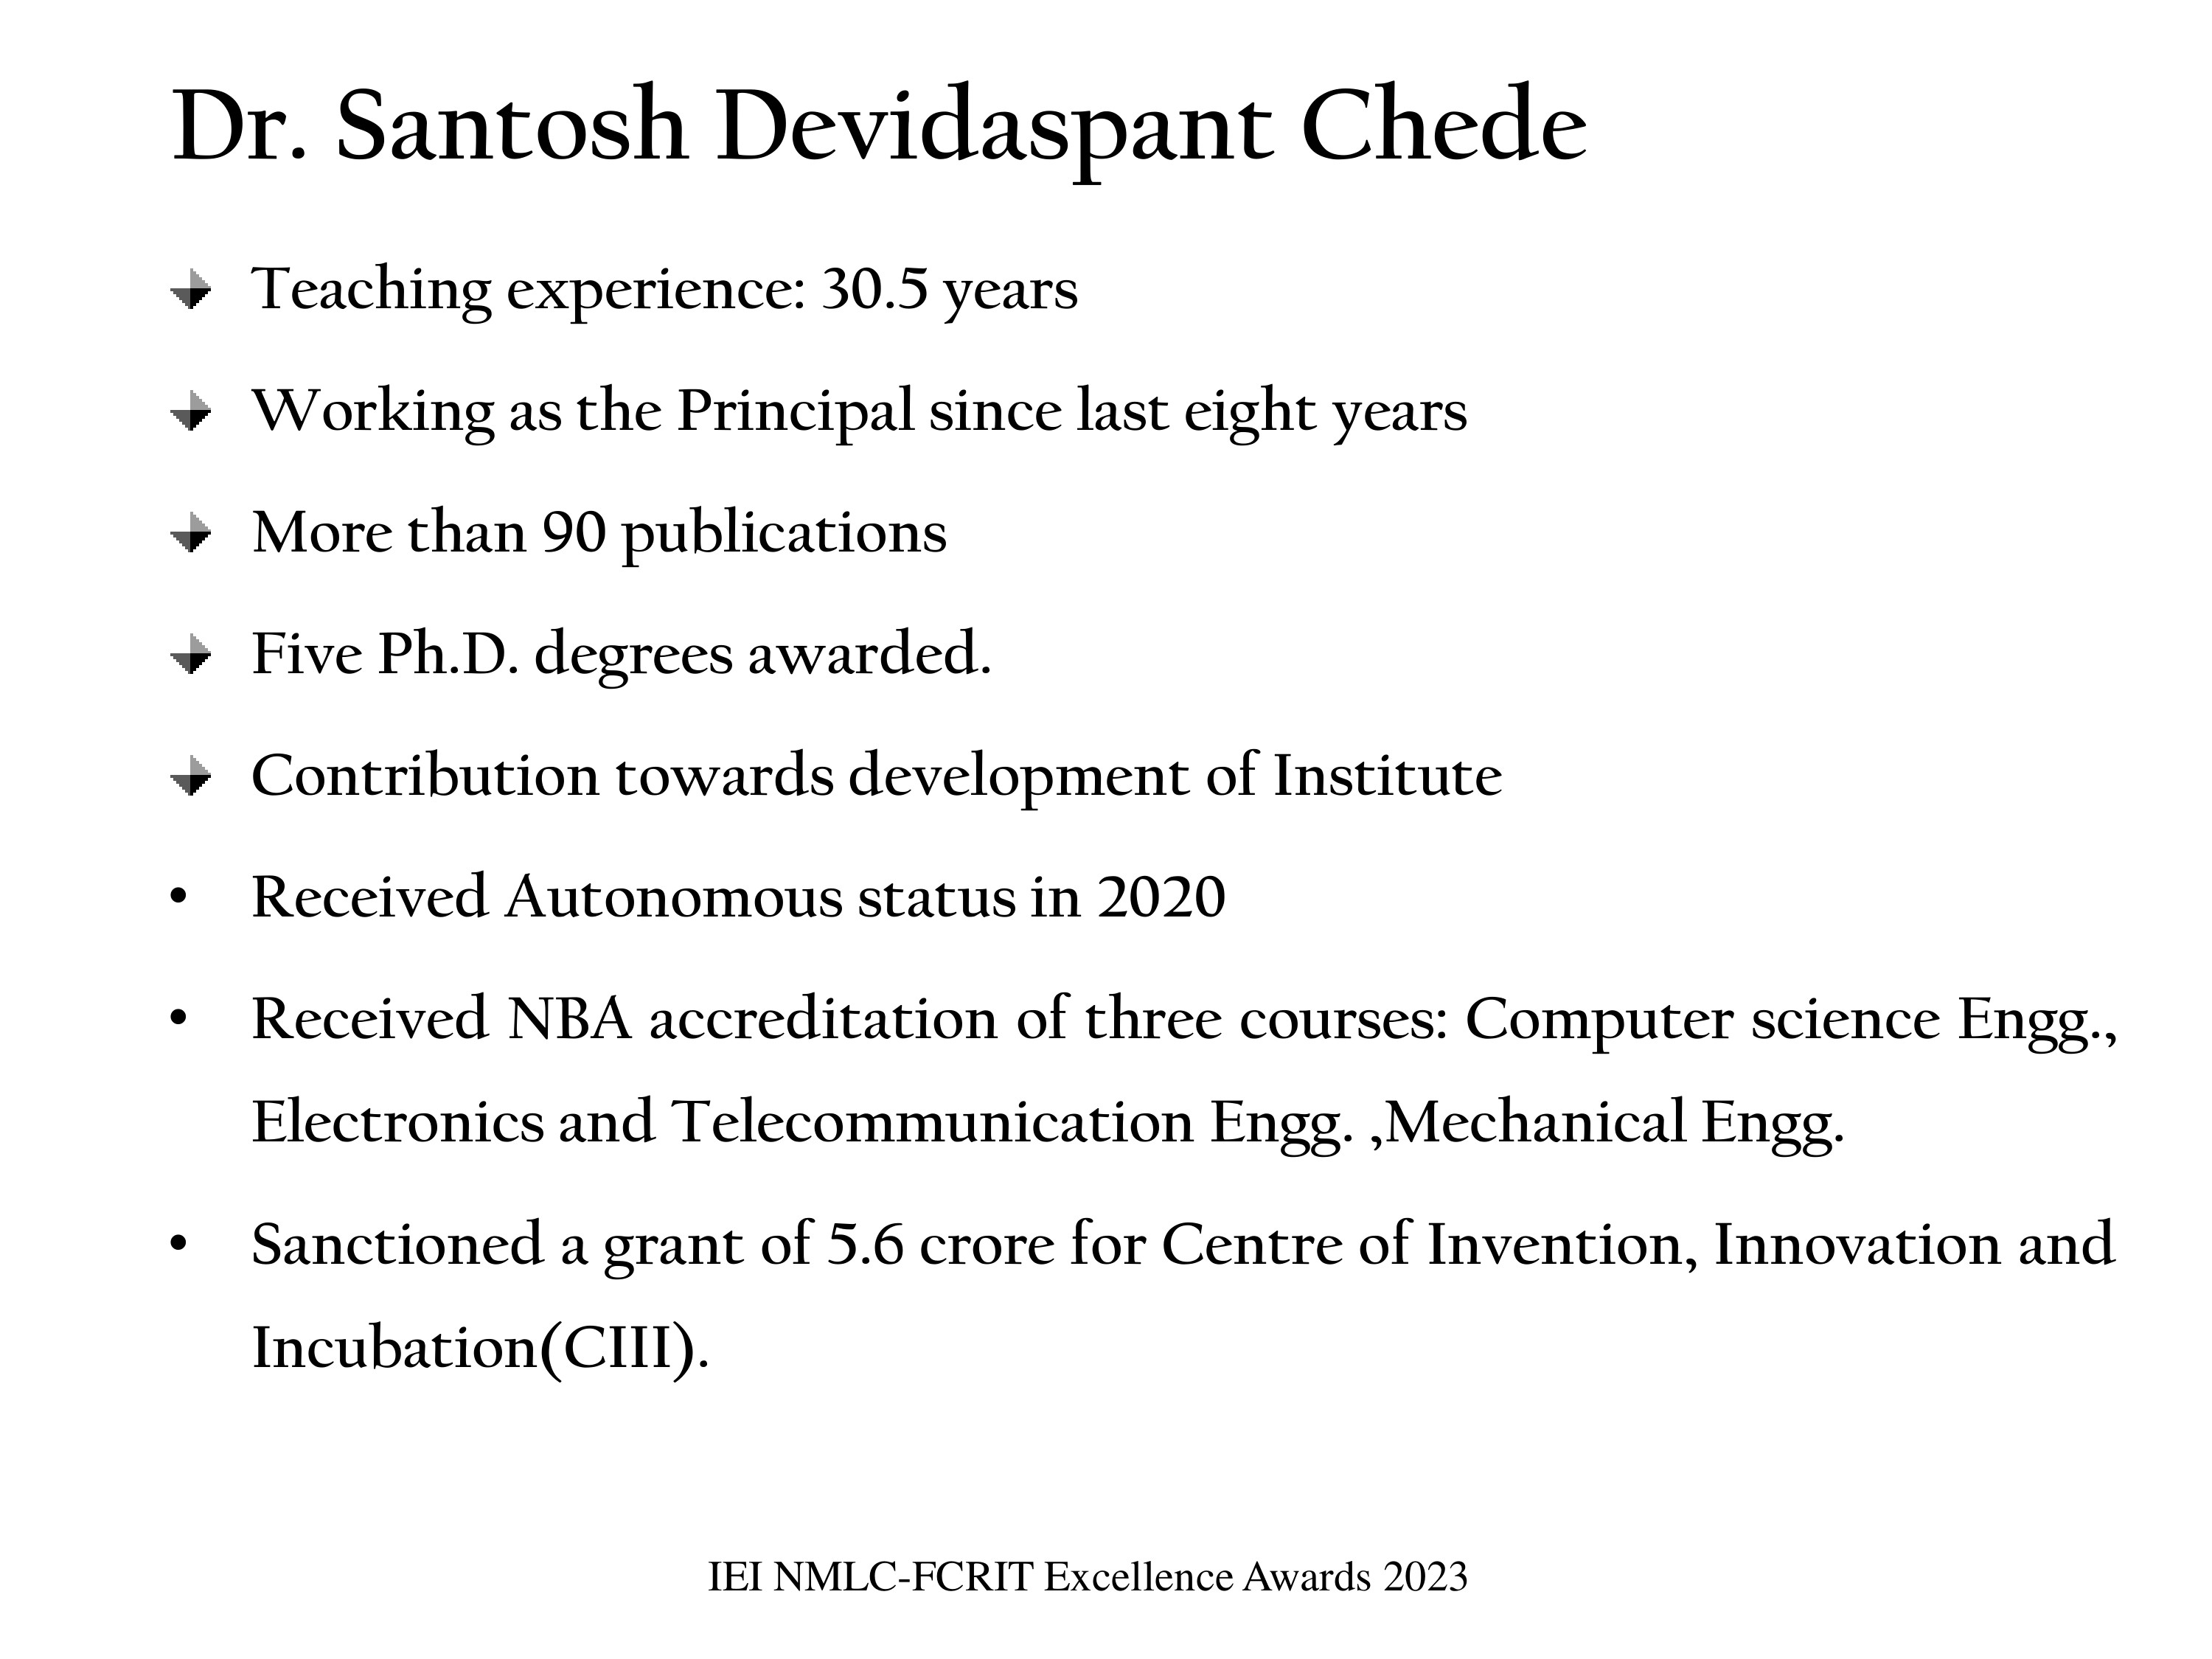 Dr. Santosh Devidaspant Chede
Teaching experience: 30.5 years
Working as the Principal since last eight years
More than 90 publications
Five Ph.D. degrees awarded.
Contribution towards development of Institute
• Received Autonomous status in 2020
• Received NBA accreditation of three courses: Computer science Engg.,
Electronics and Telecommunication Engg. ,Mechanical Engg.
• Sanctioned a grant of 5.6 crore for Centre of Invention, Innovation and
Incubation(CIII).
IEI NMLC-FCRIT Excellence Awards 2023